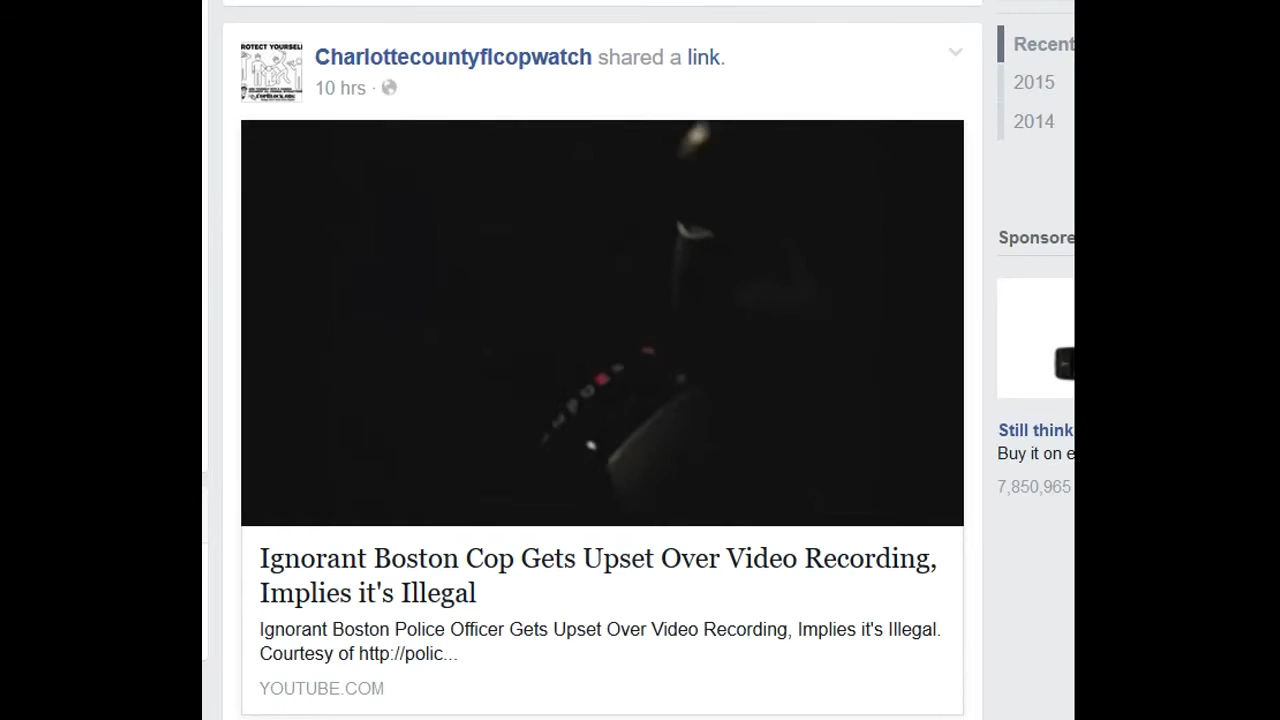 ROTECT YOURSEL
Charlottecountyflcopwatch shared a link.
10 hrs ·
Ignorant Boston Cop Gets Upset Over Video Recording,
Implies it's Illegal
Ignorant Boston Police Officer Gets Upset Over Video Recording, Implies it's Illegal.
Courtesy of http://polic...
YOUTUBE.COM
Recent
2015
2014
Sponsore
Still think
Buy it on e
7,850,965